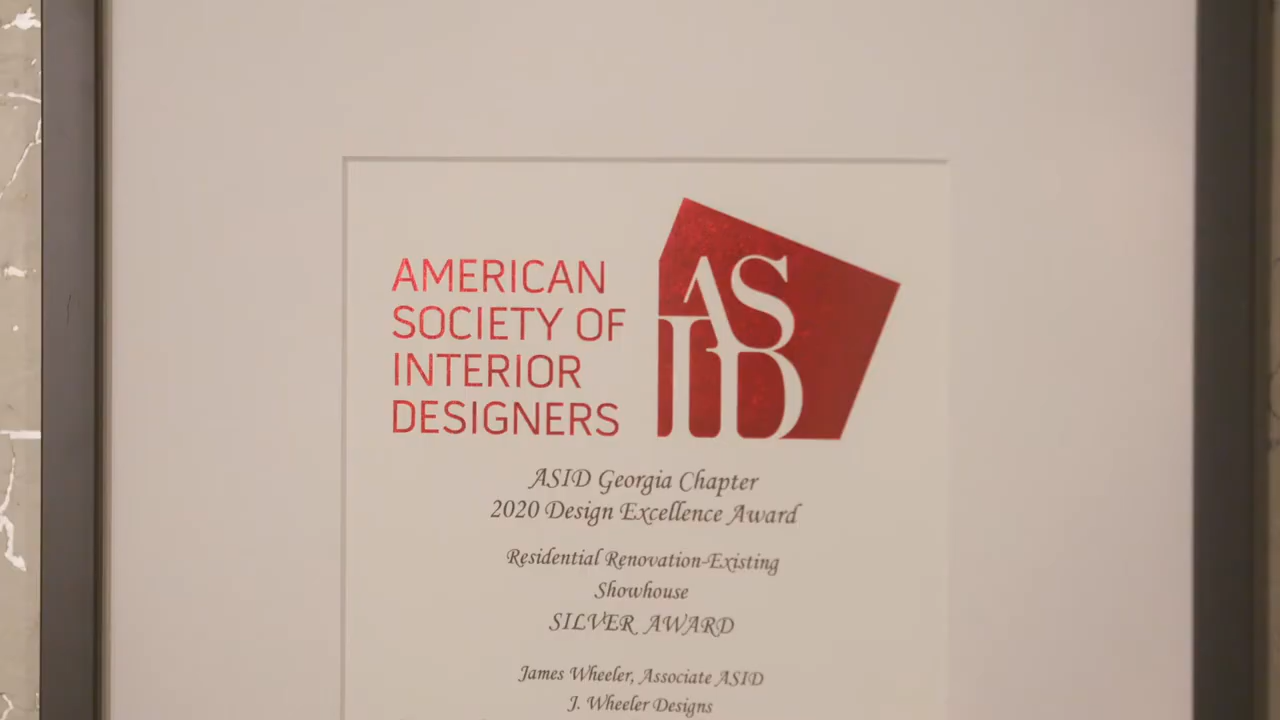 AMERICAN
SOCIETY OF
INTERIOR
DESIGNERS
ASID
ASID Georgia Chapter
2020 Design Excellence Award
Residential Renovation-Existing
Showhouse
SILVER AWARD
James Wheeler, Associate ASID
J. Wheeler Designs